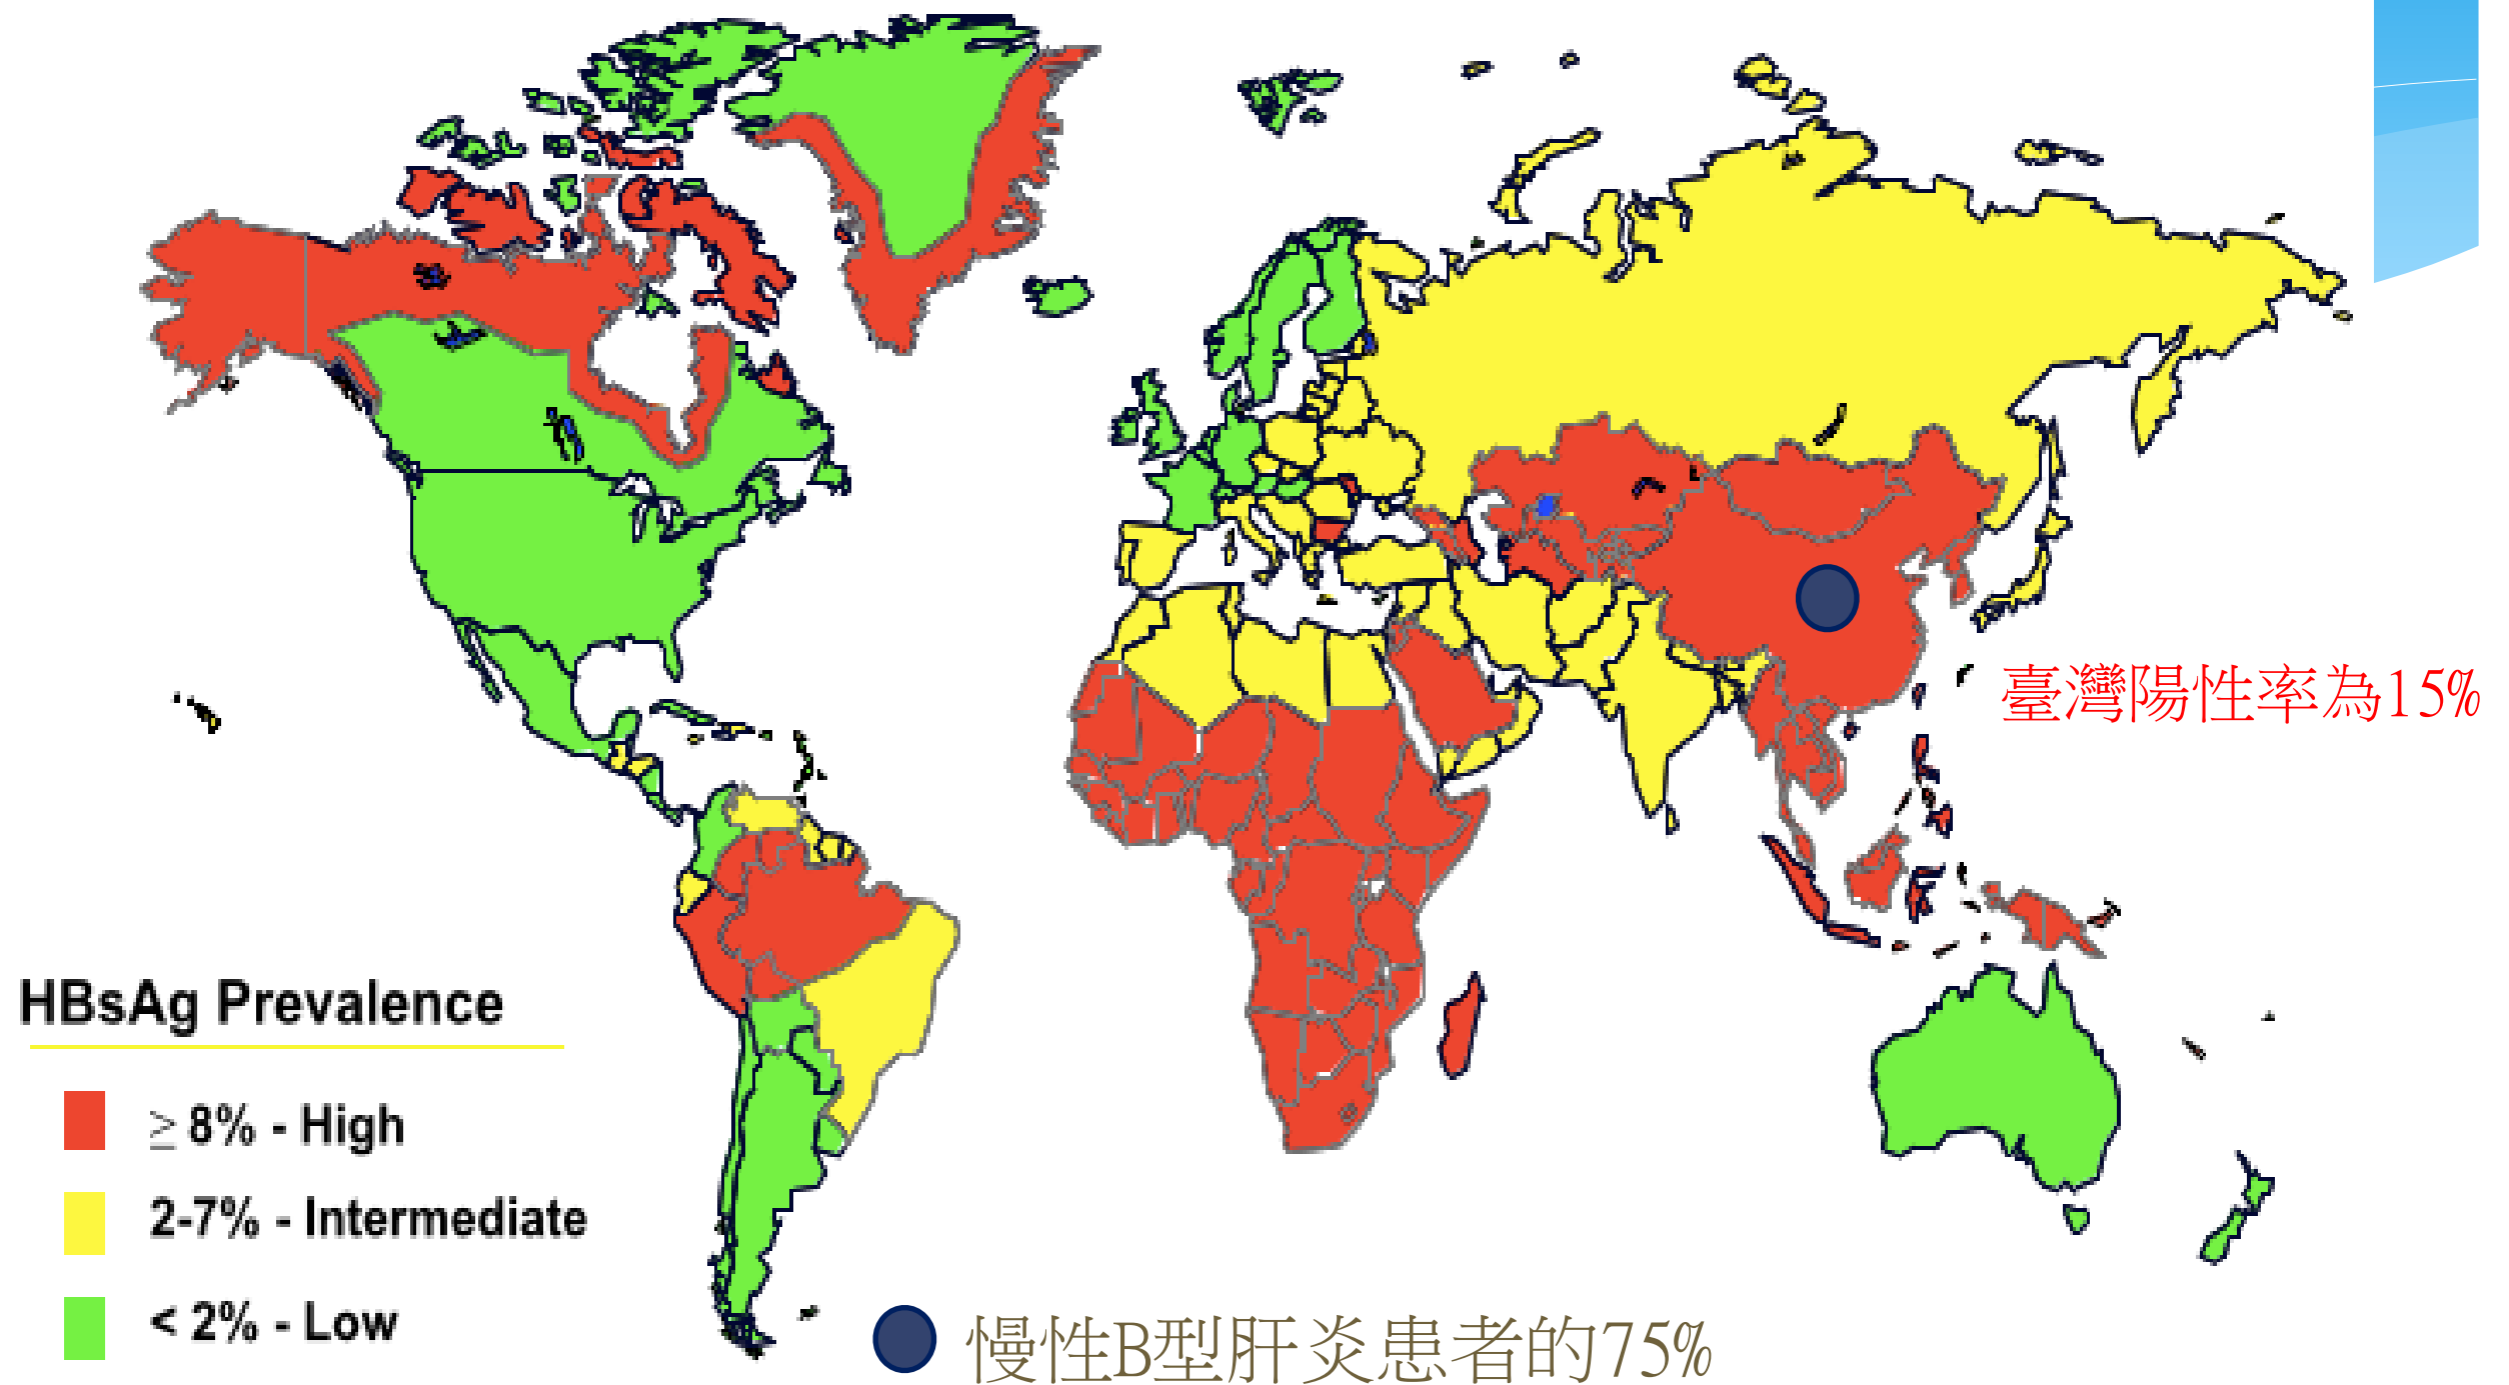 臺灣陽性率為15%
HBsAg Prevalence
≥ 8% - High
2-7% - Intermediate
< 2% - Low
慢性B型肝炎患者的75%